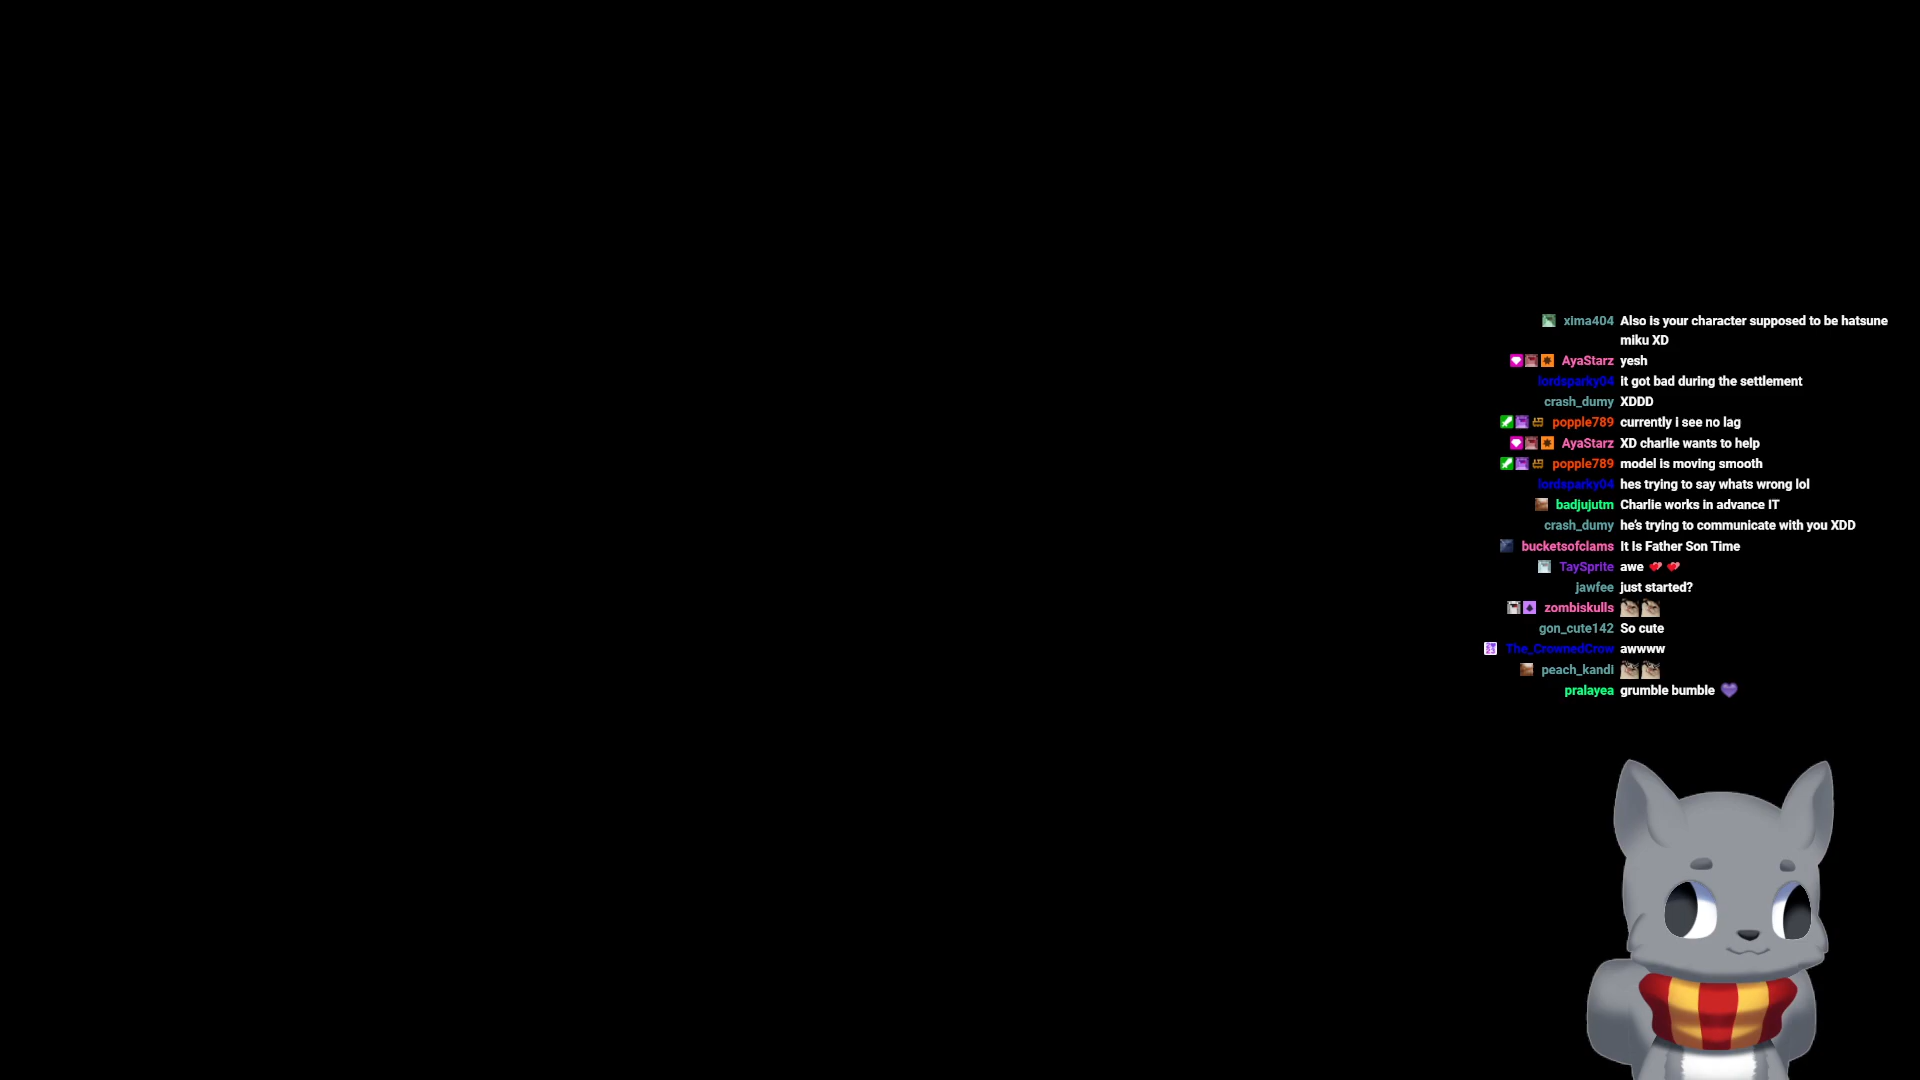 xima404 Also is your character supposed to be hatsune
miku XD
AyaStarz yesh
lordsparky04 it got bad during the settlement
crash_dumy XDDD
popple789 currently i see no lag
AyaStarz XD charlie wants to help
popple789 model is moving smooth
lordsparky04 hes trying to say whats wrong lol
badjujutm Charlie works in advance IT
crash_dumy he's trying to communicate with you XDD
bucketsofclams It Is Father Son Time
TaySprite awe
jawfee just started?
zombiskulls
gon_cute142 So cute
The_CrownedCrow awwww
peach_kandi
pralayea grumble bumble